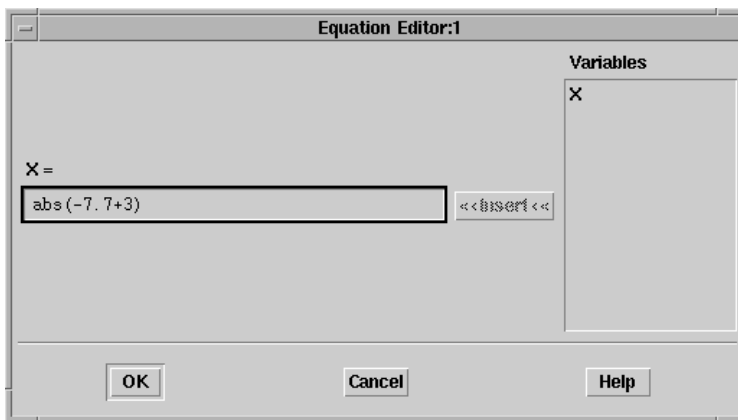 Equation Editor:1
Variables
X
X =
abs(-7.7+3)
<<Insert<<
OK
Cancel
Help